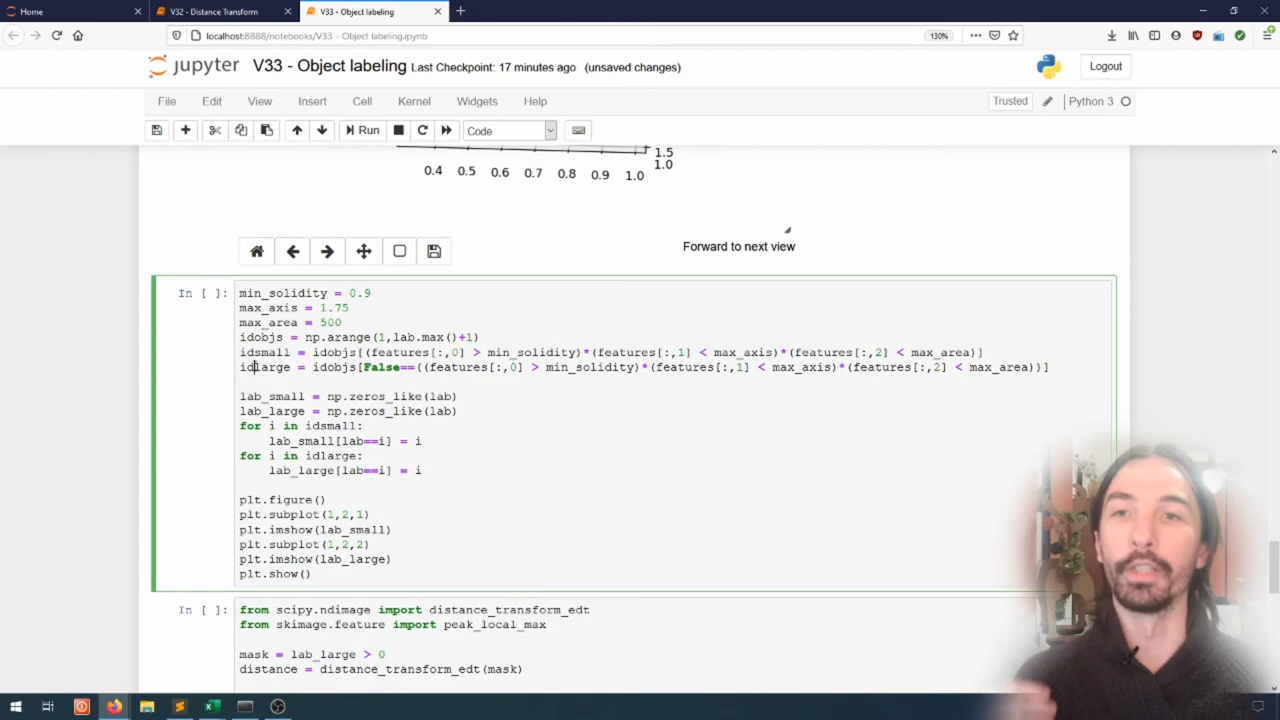 Home
V32 - Distance Transform
V33 - Object labeling
localhost:8888/notebooks/V33 - Object labeling.ipynb
130%
jupyter V33 - Object labeling Last Checkpoint: 17 minutes ago (unsaved changes)
Logout
File Edit View Insert Cell Kernel Widgets Help
Trusted
Python 3
Run
Code
1.5
1.0
0.4 0.5 0.6 0.7 0.8 0.9 1.0
Forward to next view
In [ ]:
min_solidity = 0.9
max_axis = 1.75
max_area = 500
idobjs = np.arange(1,lab.max()+1)
idsmall = idobjs[(features[:,0] > min_solidity)*(features[:,1] < max_axis)*(features[:,2] < max_area)]
idlarge = idobjs[False==((features[:,0] > min_solidity)*(features[:,1] < max_axis)*(features[:,2] < max_area))]
lab_small = np.zeros_like(lab)
lab_large = np.zeros_like(lab)
for i in idsmall:
    lab_small[lab==i] = i
for i in idlarge:
    lab_large[lab==i] = i
plt.figure()
plt.subplot(1,2,1)
plt.imshow(lab_small)
plt.subplot(1,2,2)
plt.imshow(lab_large)
plt.show()
In [ ]:
from scipy.ndimage import distance_transform_edt
from skimage.feature import peak_local_max
mask = lab_large > 0
distance = distance_transform_edt(mask)